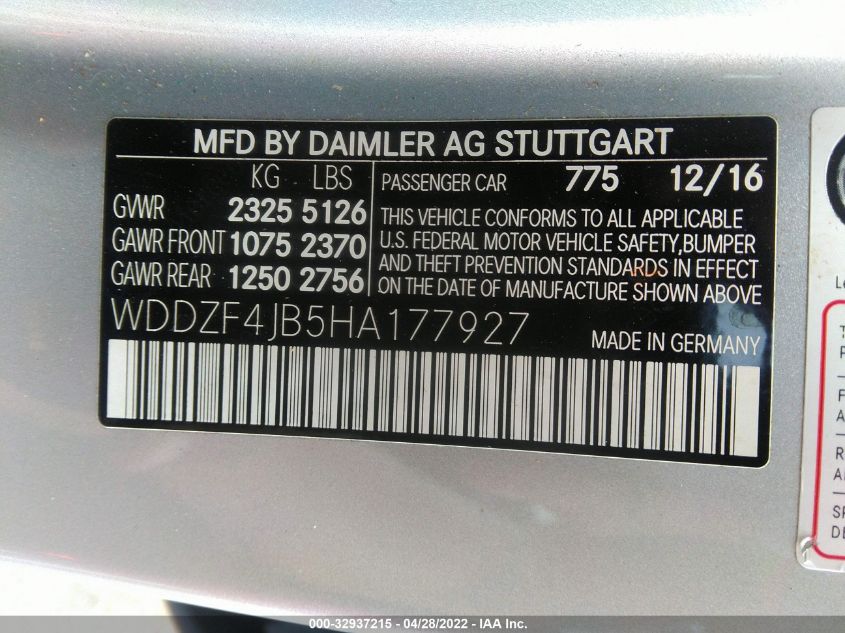 MFD BY DAIMLER AG STUTTGART
KG LBS
GVWR 2325 5126
GAWR FRONT 1075 2370
GAWR REAR 1250 2756
PASSENGER CAR 775 12/16
THIS VEHICLE CONFORMS TO ALL APPLICABLE
U.S. FEDERAL MOTOR VEHICLE SAFETY,BUMPER
AND THEFT PREVENTION STANDARDS IN EFFECT
ON THE DATE OF MANUFACTURE SHOWN ABOVE
WDDZF4JB5HA177927
MADE IN GERMANY
000-32937215 - 04/28/2022 - IAA Inc.